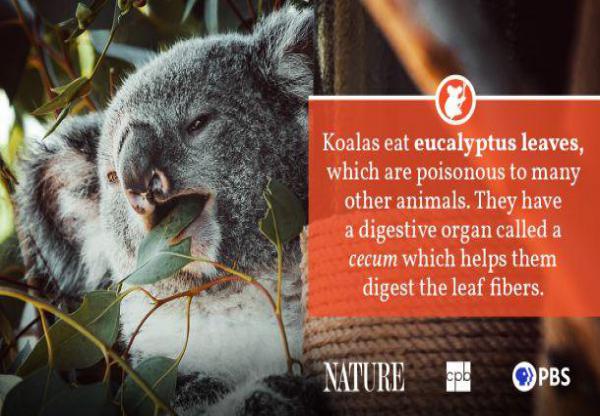 Koalas eat eucalyptus leaves,
which are poisonous to many
other animals. They have
a digestive organ called a
cecum which helps them
digest the leaf fibers.
NATURE cpb PBS